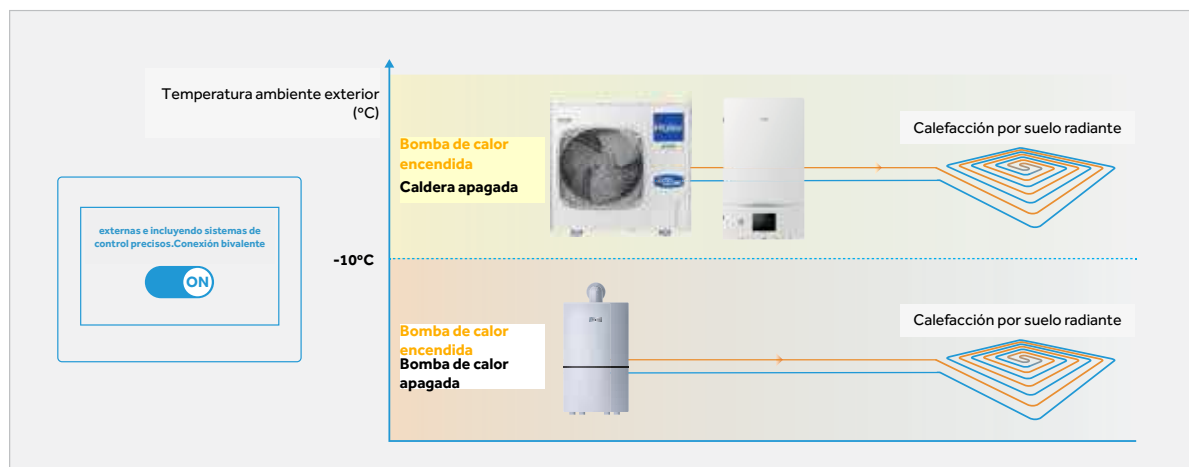 Temperatura ambiente exterior
(°C)
Bomba de calor
encendida
Caldera apagada
Haier
Calefacción por suelo radiante
externas e incluyendo sistemas de
control precisos.Conexión bivalente
ON
-10°C
Bomba de calor
encendida
Bomba de calor
apagada
Calefacción por suelo radiante